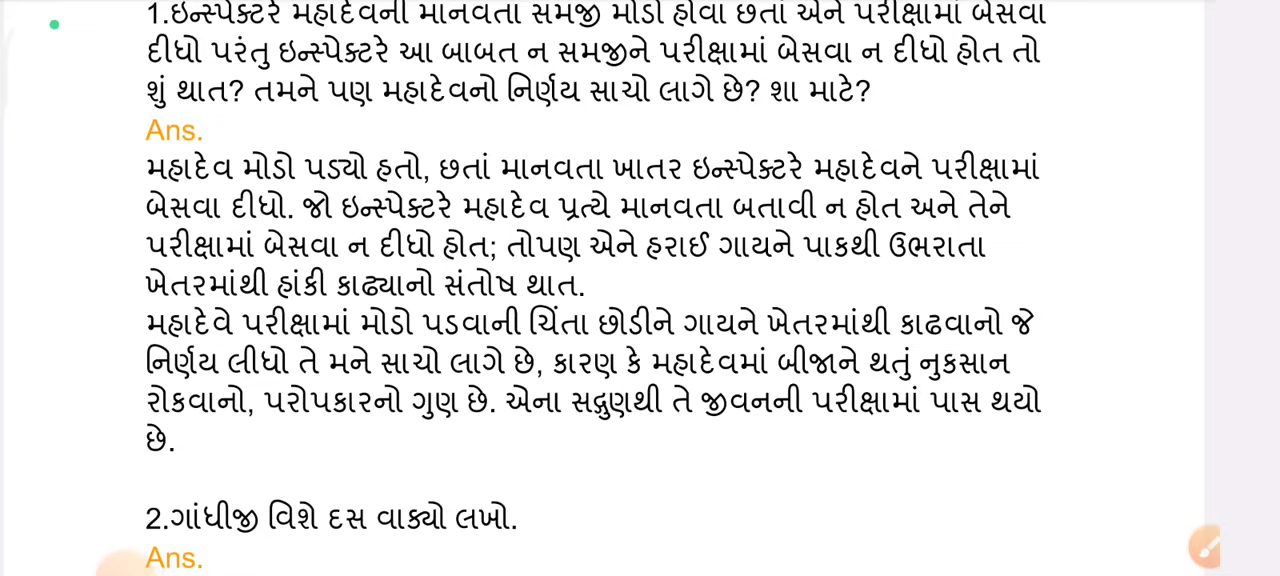 1.ઇન્સ્પેક્ટરે મહાદેવની માનવતા સમજી મોડો હોવા છતાં એને પરીક્ષામાં બેસવા
દીધો પરંતુ ઇન્સ્પેક્ટરે આ બાબત ન સમજીને પરીક્ષામાં બેસવા ન દીધો હોત તો
શું થાત? તમને પણ મહાદેવનો નિર્ણય સાચો લાગે છે? શા માટે?
Ans.
મહાદેવ મોડો પડ્યો હતો, છતાં માનવતા ખાતર ઇન્સ્પેક્ટરે મહાદેવને પરીક્ષામાં
બેસવા દીધો. જો ઇન્સ્પેક્ટરે મહાદેવ પ્રત્યે માનવતા બતાવી ન હોત અને તેને
પરીક્ષામાં બેસવા ન દીધો હોત; તોપણ એને હરાઈ ગાયને પાકથી ઉભરાતા
ખેતરમાંથી હાંકી કાઢ્યાનો સંતોષ થાત.
મહાદેવે પરીક્ષામાં મોડો પડવાની ચિંતા છોડીને ગાયને ખેતરમાંથી કાઢવાનો જે
નિર્ણય લીધો તે મને સાચો લાગે છે, કારણ કે મહાદેવમાં બીજાને થતું નુકસાન
રોકવાનો, પરોપકારનો ગુણ છે. એના સદ્ગુણથી તે જીવનની પરીક્ષામાં પાસ થયો
છે.
2.ગાંધીજી વિશે દસ વાક્યો લખો.
Ans.